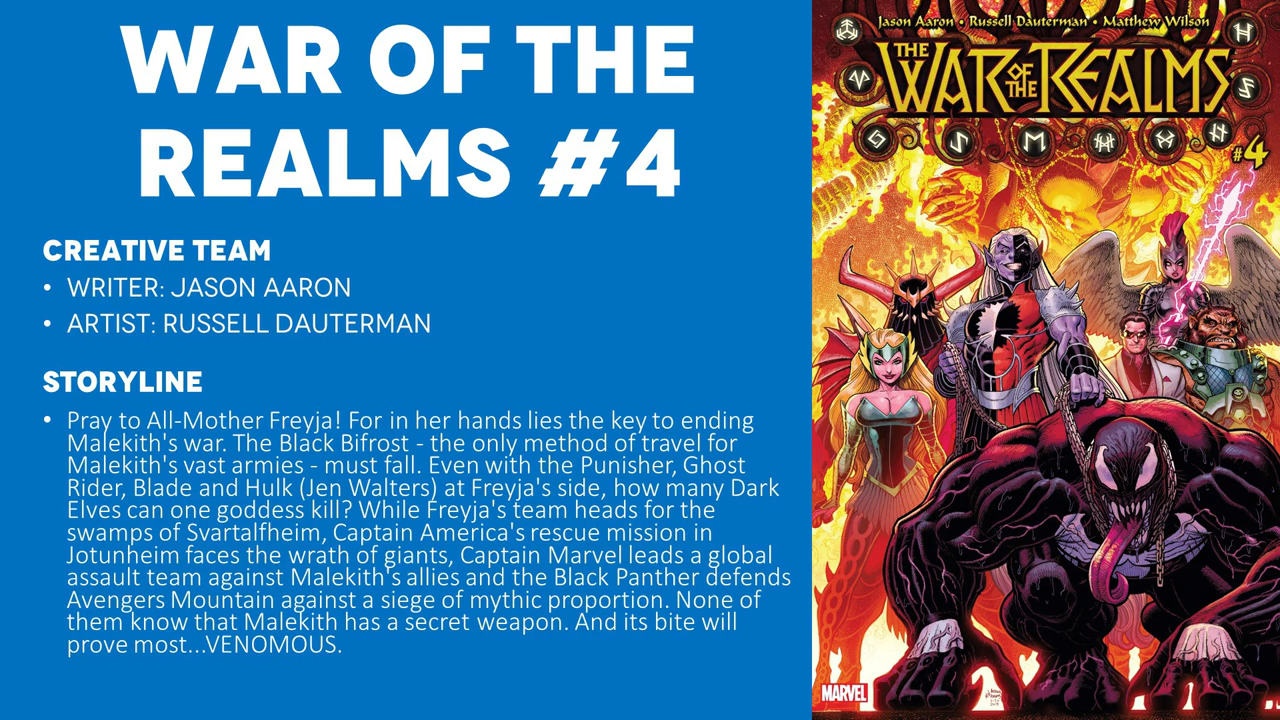 WAR OF THE
REALMS #4
CREATIVE TEAM
• WRITER: JASON AARON
• ARTIST: RUSSELL DAUTERMAN
STORYLINE
• Pray to All-Mother Freyja! For in her hands lies the key to ending
Malekith's war. The Black Bifrost - the only method of travel for
Malekith's vast armies - must fall. Even with the Punisher, Ghost
Rider, Blade and Hulk (Jen Walters) at Freyja's side, how many Dark
Elves can one goddess kill? While Freyja's team heads for the
swamps of Svartalfheim, Captain America's rescue mission in
Jotunheim faces the wrath of giants, Captain Marvel leads a global
assault team against Malekith's allies and the Black Panther defends
Avengers Mountain against a siege of mythic proportion. None of
them know that Malekith has a secret weapon. And its bite will
prove most...VENOMOUS.
Jason Aaron • Russell Dauterman • Matthew Wilson
THE
WAR OF THE REALMS
#4
MARVEL